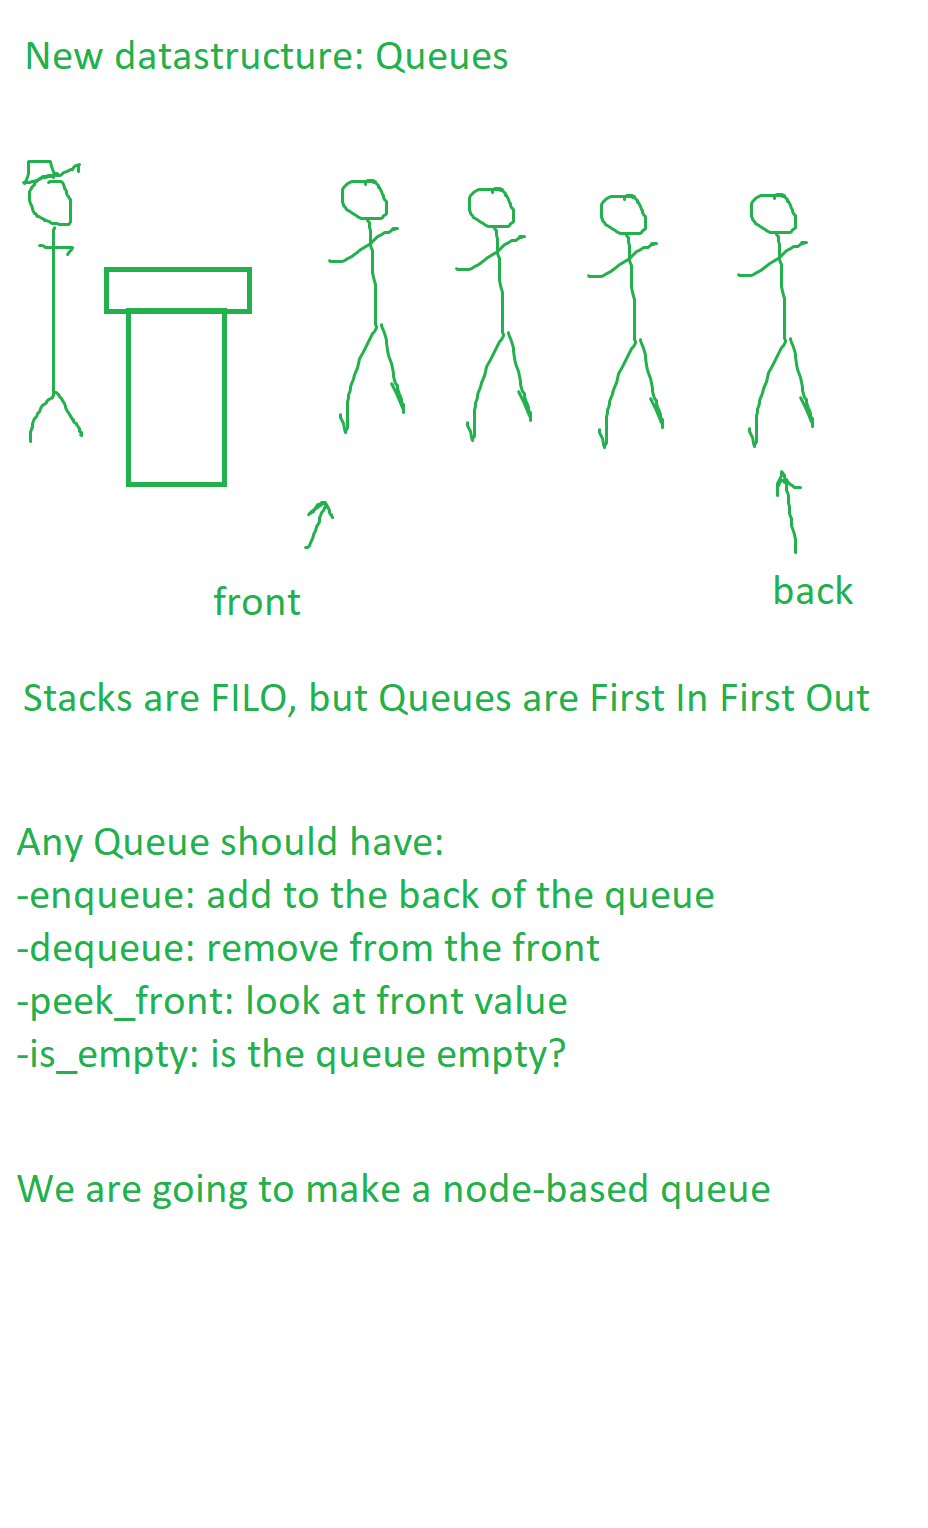 New datastructure: Queues
front
back
Stacks are FILO, but Queues are First In First Out
Any Queue should have:
-enqueue: add to the back of the queue
-dequeue: remove from the front
-peek_front: look at front value
-is_empty: is the queue empty?
We are going to make a node-based queue